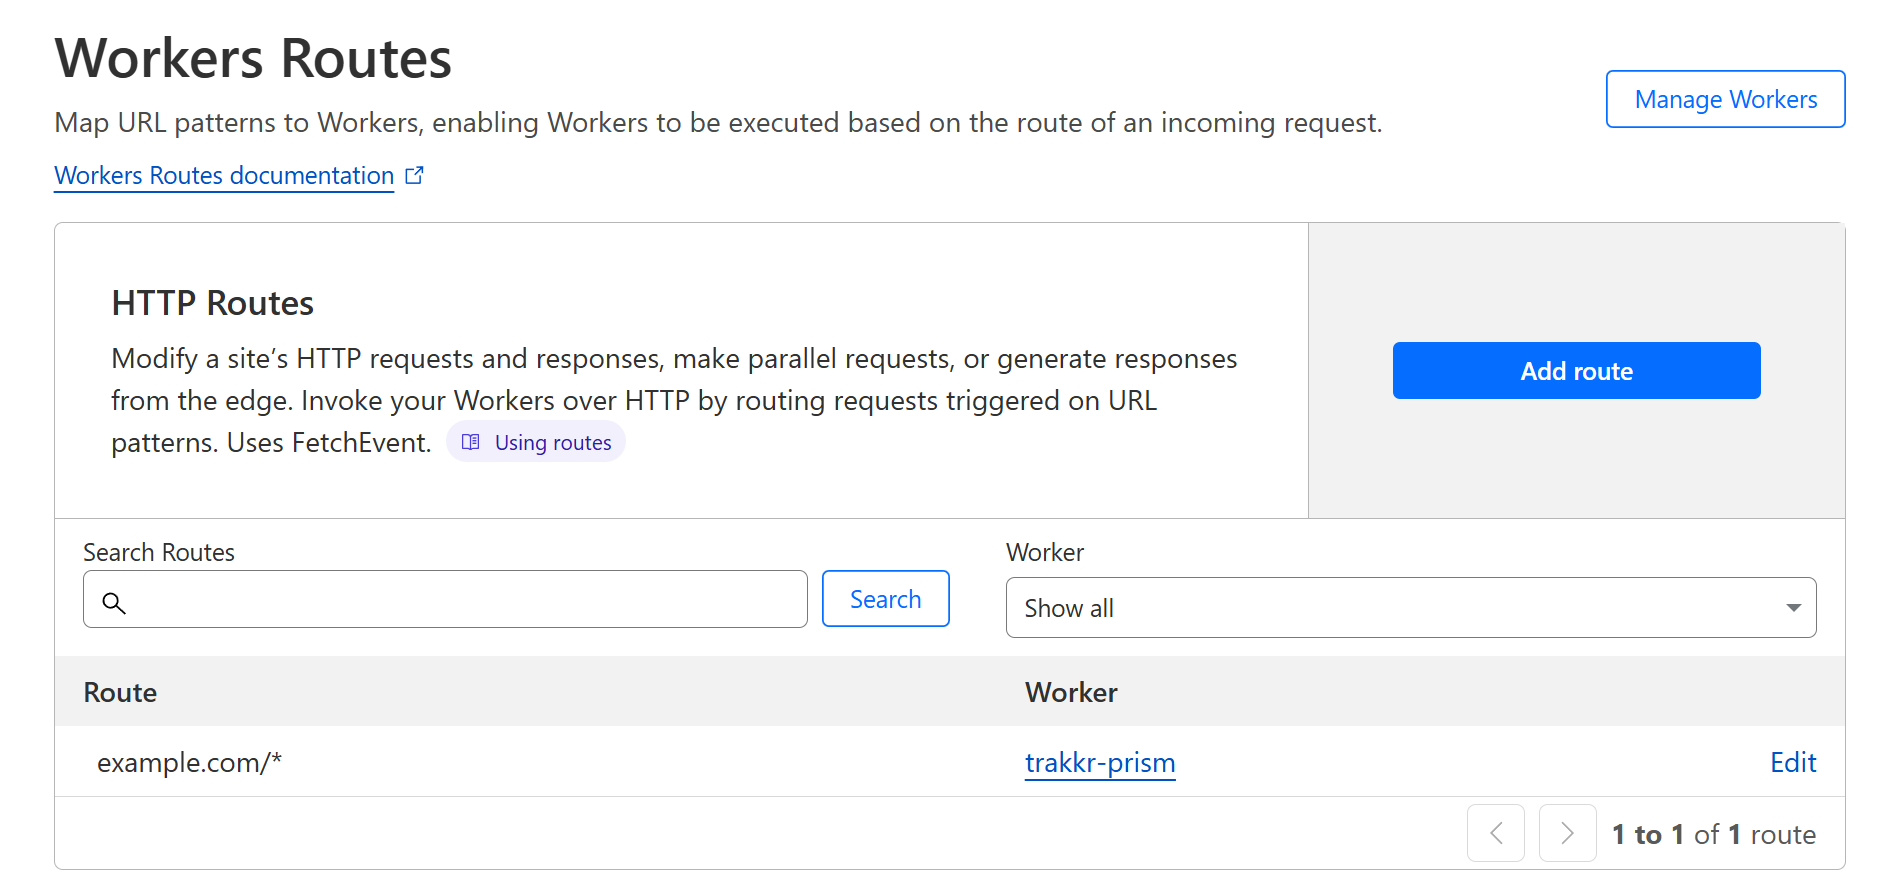 Workers Routes
Manage Workers
Map URL patterns to Workers, enabling Workers to be executed based on the route of an incoming request.
Workers Routes documentation
HTTP Routes
Modify a site’s HTTP requests and responses, make parallel requests, or generate responses
from the edge. Invoke your Workers over HTTP by routing requests triggered on URL
patterns. Uses FetchEvent. Using routes
Add route
Search Routes
Search
Worker
Show all
Route Worker
example.com/* trakkr-prism Edit
1 to 1 of 1 route